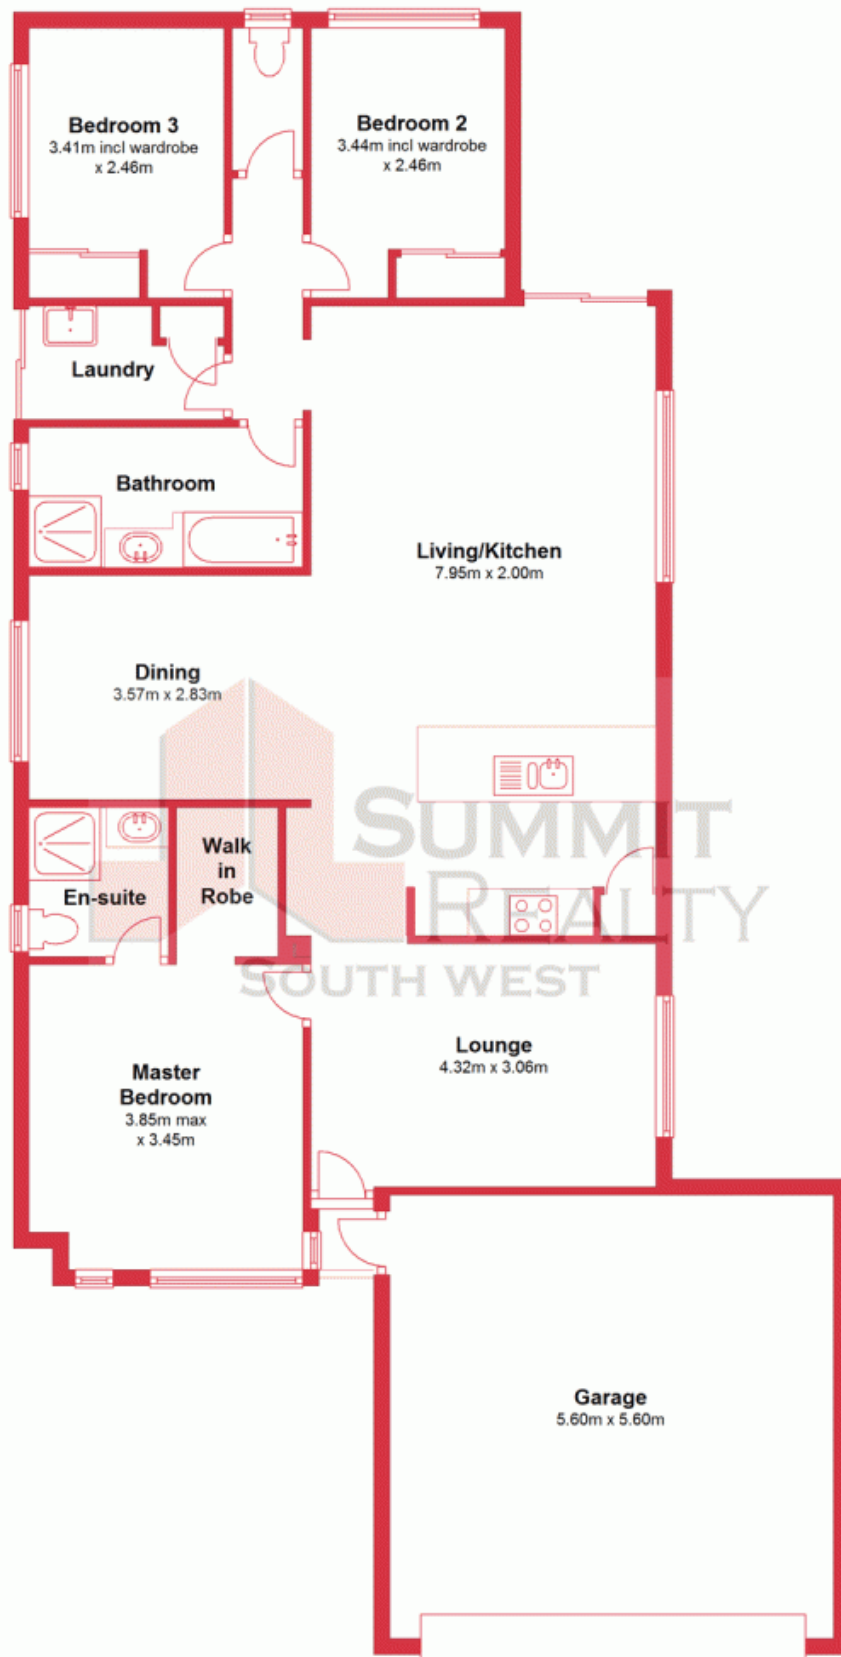 Bedroom 3
3.41m incl wardrobe
x 2.46m
Bedroom 2
3.44m incl wardrobe
x 2.46m
Laundry
Bathroom
Living/Kitchen
7.95m x 2.00m
Dining
3.57m x 2.83m
SUMMIT
REALTY
SOUTH WEST
Walk
in
Robe
En-suite
Master
Bedroom
3.85m max
x 3.45m
Lounge
4.32m x 3.06m
Garage
5.60m x 5.60m